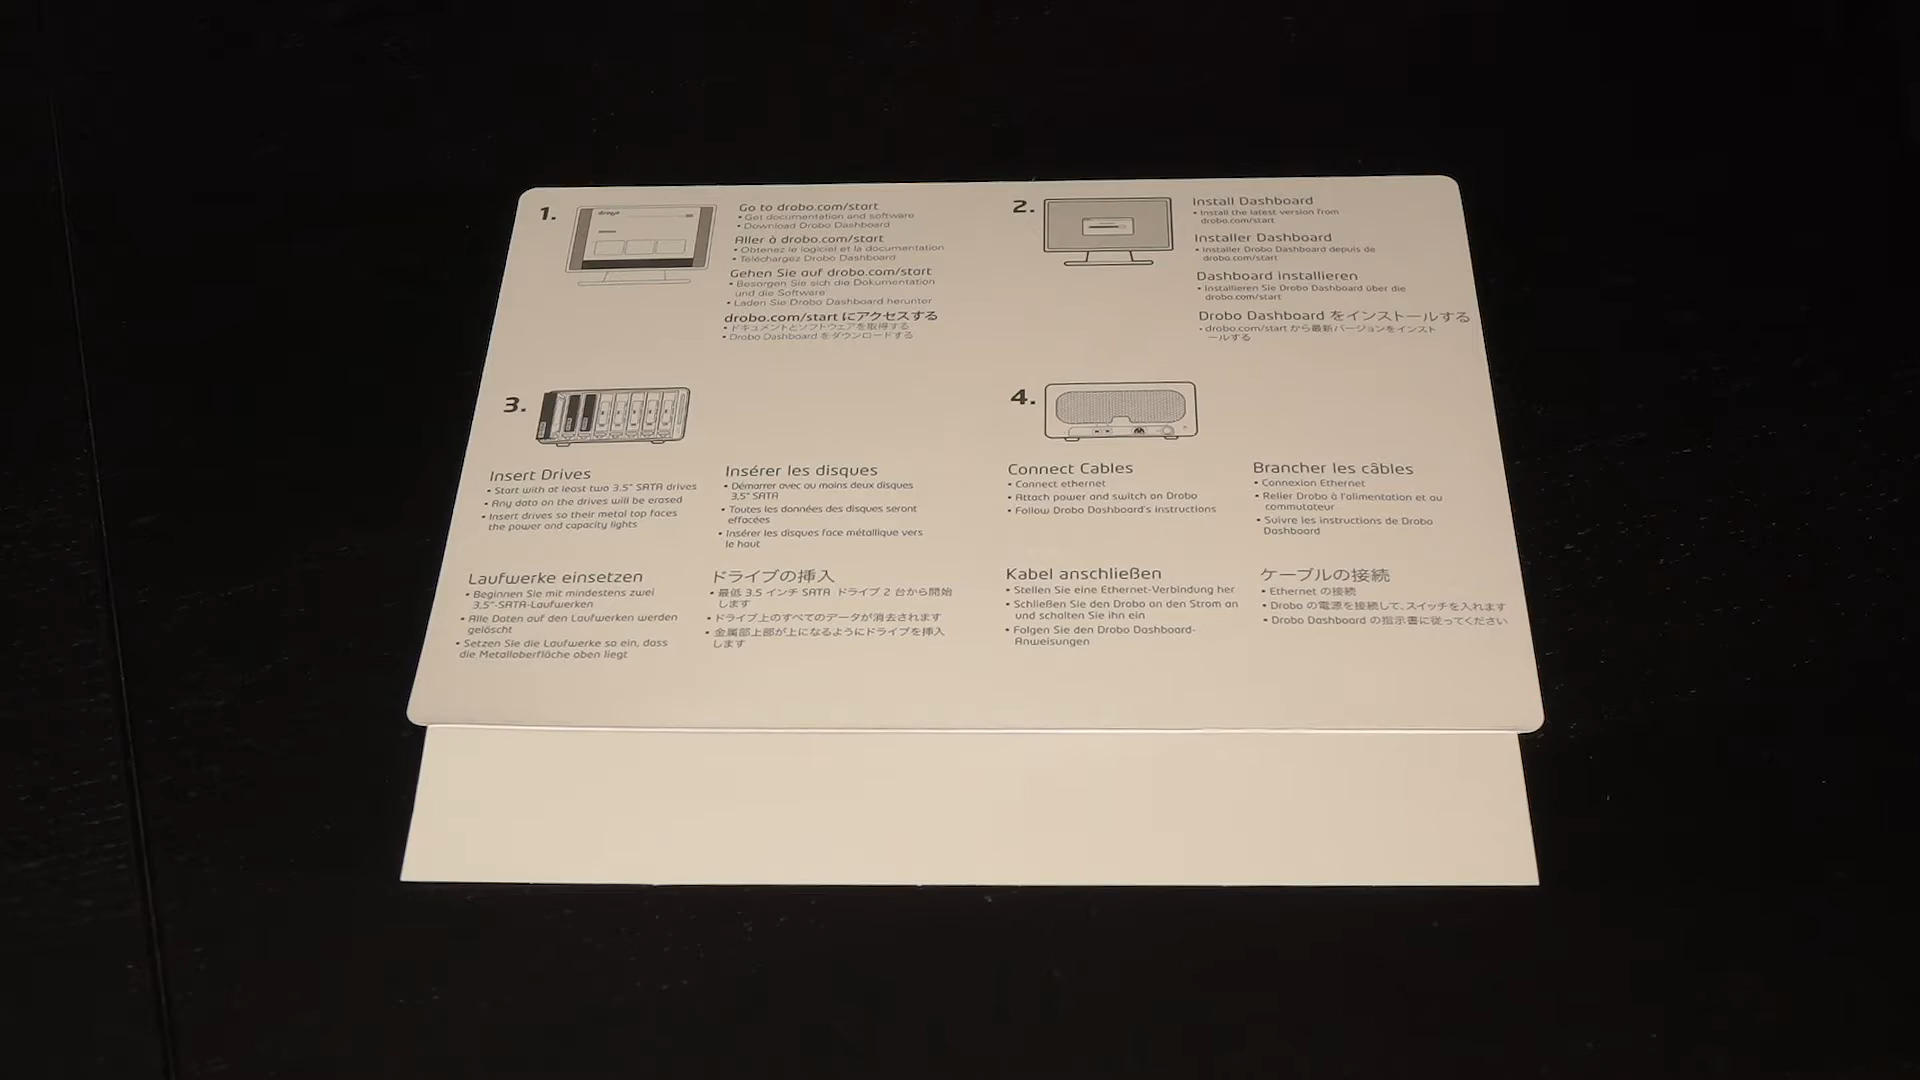 1.
drobo
Go to drobo.com/start
• Get documentation and software
• Download Drobo Dashboard
Aller à drobo.com/start
• Obtenez le logiciel et la documentation
• Téléchargez Drobo Dashboard
Gehen Sie auf drobo.com/start
• Besorgen Sie sich die Dokumentation
und die Software
• Laden Sie Drobo Dashboard herunter
drobo.com/start にアクセスする
• ドキュメントとソフトウェアを取得する
• Drobo Dashboard をダウンロードする
2.
Install Dashboard
• Install the latest version from
drobo.com/start
Installer Dashboard
• Installer Drobo Dashboard depuis de
drobo.com/start
Dashboard installieren
• Installieren Sie Drobo Dashboard über die
drobo.com/start
Drobo Dashboard をインストールする
• drobo.com/start から最新バージョンをインスト
ールする
3.
Insert Drives
• Start with at least two 3.5" SATA drives
• Any data on the drives will be erased
• Insert drives so their metal top faces
the power and capacity lights
Insérer les disques
• Démarrer avec au moins deux disques
3,5" SATA
• Toutes les données des disques seront
effacées
• Insérer les disques face métallique vers
le haut
Laufwerke einsetzen
• Beginnen Sie mit mindestens zwei
3,5"-SATA-Laufwerken
• Alle Daten auf den Laufwerken werden
gelöscht
• Setzen Sie die Laufwerke so ein, dass
die Metalloberfläche oben liegt
ドライブの挿入
• 最低 3.5 インチ SATA ドライブ 2 台から開始
します
• ドライブ上のすべてのデータが消去されます
• 金属部上部が上になるようにドライブを挿入
します
4.
Connect Cables
• Connect ethernet
• Attach power and switch on Drobo
• Follow Drobo Dashboard's instructions
Brancher les câbles
• Connexion Ethernet
• Relier Drobo à l'alimentation et au
commutateur
• Suivre les instructions de Drobo
Dashboard
Kabel anschließen
• Stellen Sie eine Ethernet-Verbindung her
• Schließen Sie den Drobo an den Strom an
und schalten Sie ihn ein
• Folgen Sie den Drobo Dashboard-
Anweisungen
ケーブルの接続
• Ethernet の接続
• Drobo の電源を接続して、スイッチを入れます
• Drobo Dashboard の指示書に従ってください